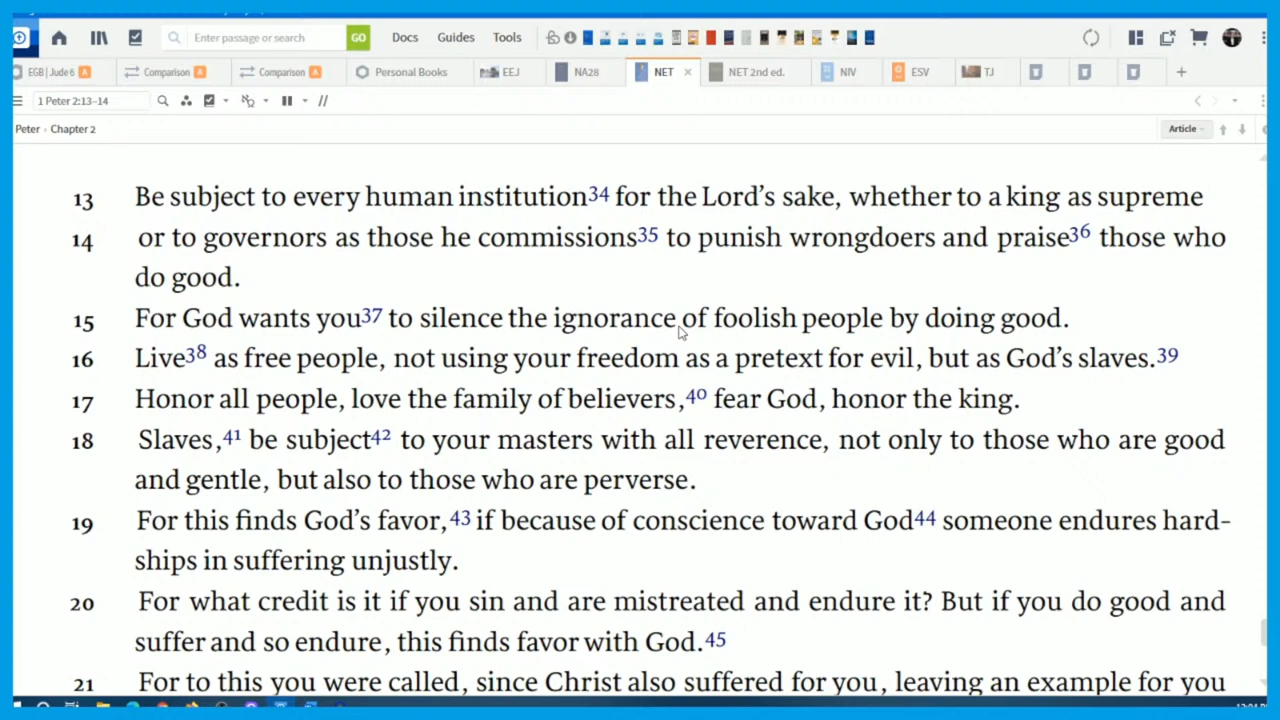 Enter passage or search GO Docs Guides Tools
EGB | Jude 6 A Comparison A Comparison A Personal Books EEJ NA28 NET × NET 2nd ed. NIV ESV TJ +
1 Peter 2:13–14 //
Peter › Chapter 2 Article
13 Be subject to every human institution34 for the Lord’s sake, whether to a king as supreme
14 or to governors as those he commissions35 to punish wrongdoers and praise36 those who
do good.
15 For God wants you37 to silence the ignorance of foolish people by doing good.
16 Live38 as free people, not using your freedom as a pretext for evil, but as God’s slaves.39
17 Honor all people, love the family of believers,40 fear God, honor the king.
18 Slaves,41 be subject42 to your masters with all reverence, not only to those who are good
and gentle, but also to those who are perverse.
19 For this finds God’s favor,43 if because of conscience toward God44 someone endures hard-
ships in suffering unjustly.
20 For what credit is it if you sin and are mistreated and endure it? But if you do good and
suffer and so endure, this finds favor with God.45
21 For to this you were called, since Christ also suffered for you, leaving an example for you